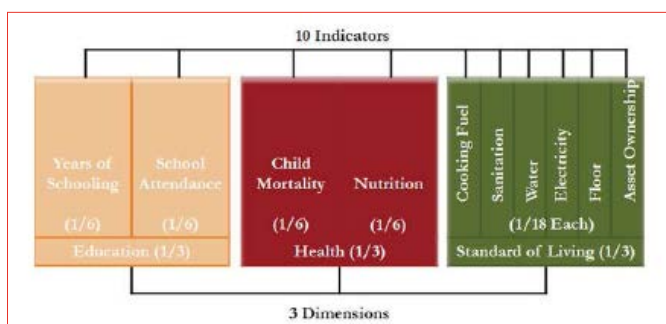 10 Indicators
Years of
Schooling
(1/6)
School
Attendance
(1/6)
Education (1/3)
Child
Mortality
(1/6)
Nutrition
(1/6)
Health (1/3)
Cooking Fuel
Sanitation
Water
Electricity
Floor
Asset Ownership
(1/18 Each)
Standard of Living (1/3)
3 Dimensions